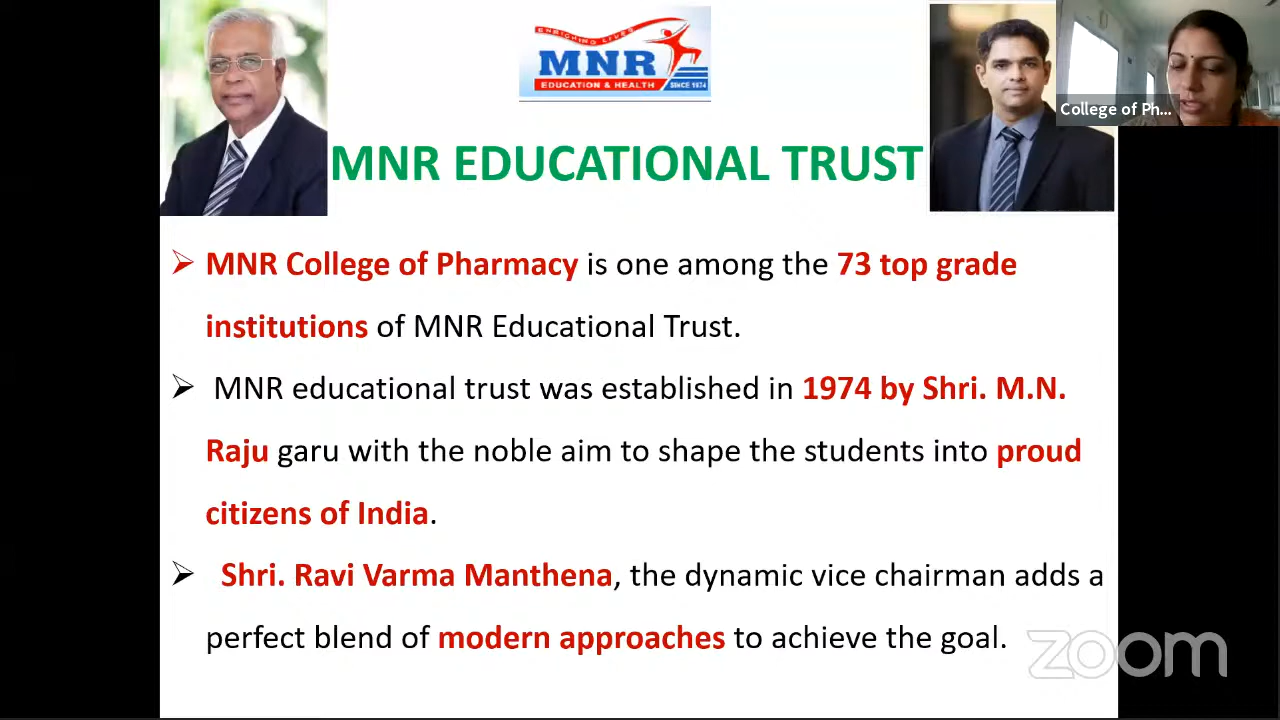 ENRICHING LIVES
MNR
EDUCATION & HEALTH SINCE 1974
College of Ph...
MNR EDUCATIONAL TRUST
➢ MNR College of Pharmacy is one among the 73 top grade
institutions of MNR Educational Trust.
➢ MNR educational trust was established in 1974 by Shri. M.N.
Raju garu with the noble aim to shape the students into proud
citizens of India.
➢ Shri. Ravi Varma Manthena, the dynamic vice chairman adds a
perfect blend of modern approaches to achieve the goal.
zoom